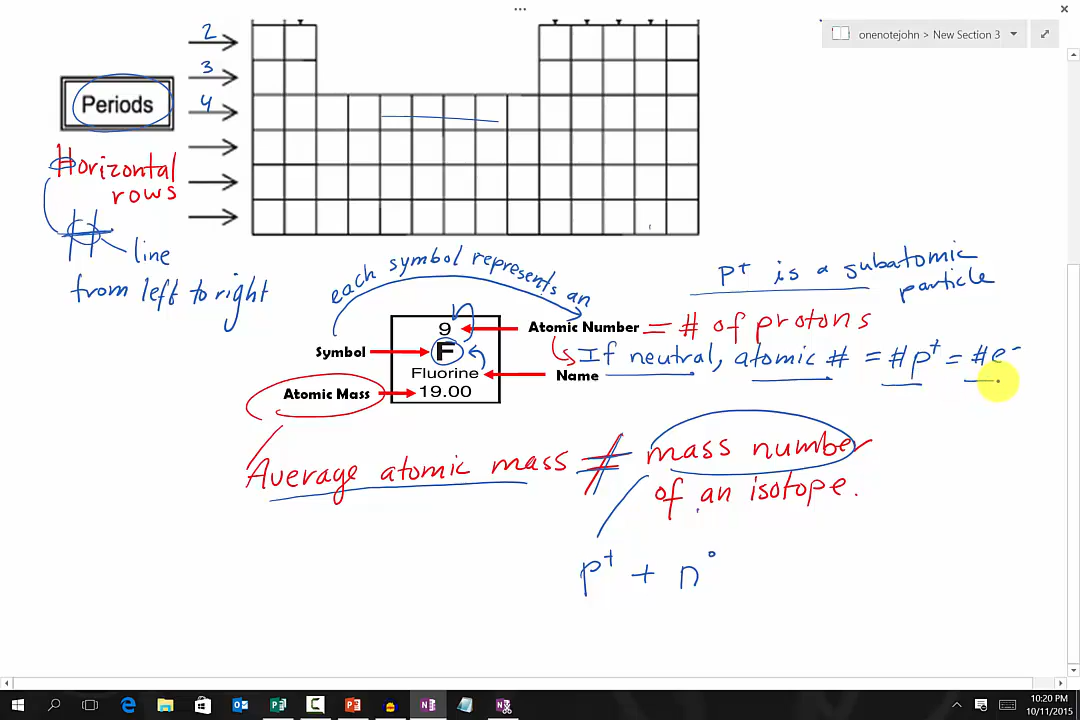 onenotejohn > New Section 3
2
3
Periods
4
Horizontal
rows
H
line
from left to right
each symbol represents an
p+ is a subatomic
particle
9
Atomic Number = # of protons
Symbol
F
If neutral, atomic # = #p+ = #e-
Fluorine
Name
Atomic Mass
19.00
Average atomic mass ≠ mass number
of an isotope.
p+ + n°
10:20 PM
10/11/2015